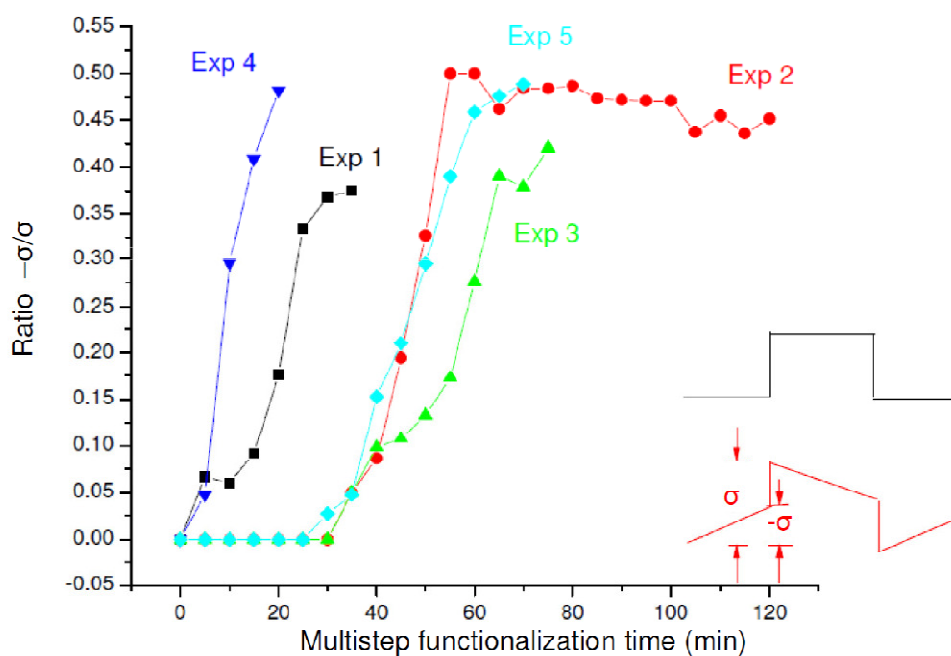 0.55
0.50
0.45
0.40
0.35
0.30
0.25
0.20
0.15
0.10
0.05
0.00
-0.05
Ratio –σ/σ
Exp 4
Exp 1
Exp 5
Exp 2
Exp 3
σ
-σ
0 20 40 60 80 100 120
Multistep functionalization time (min)